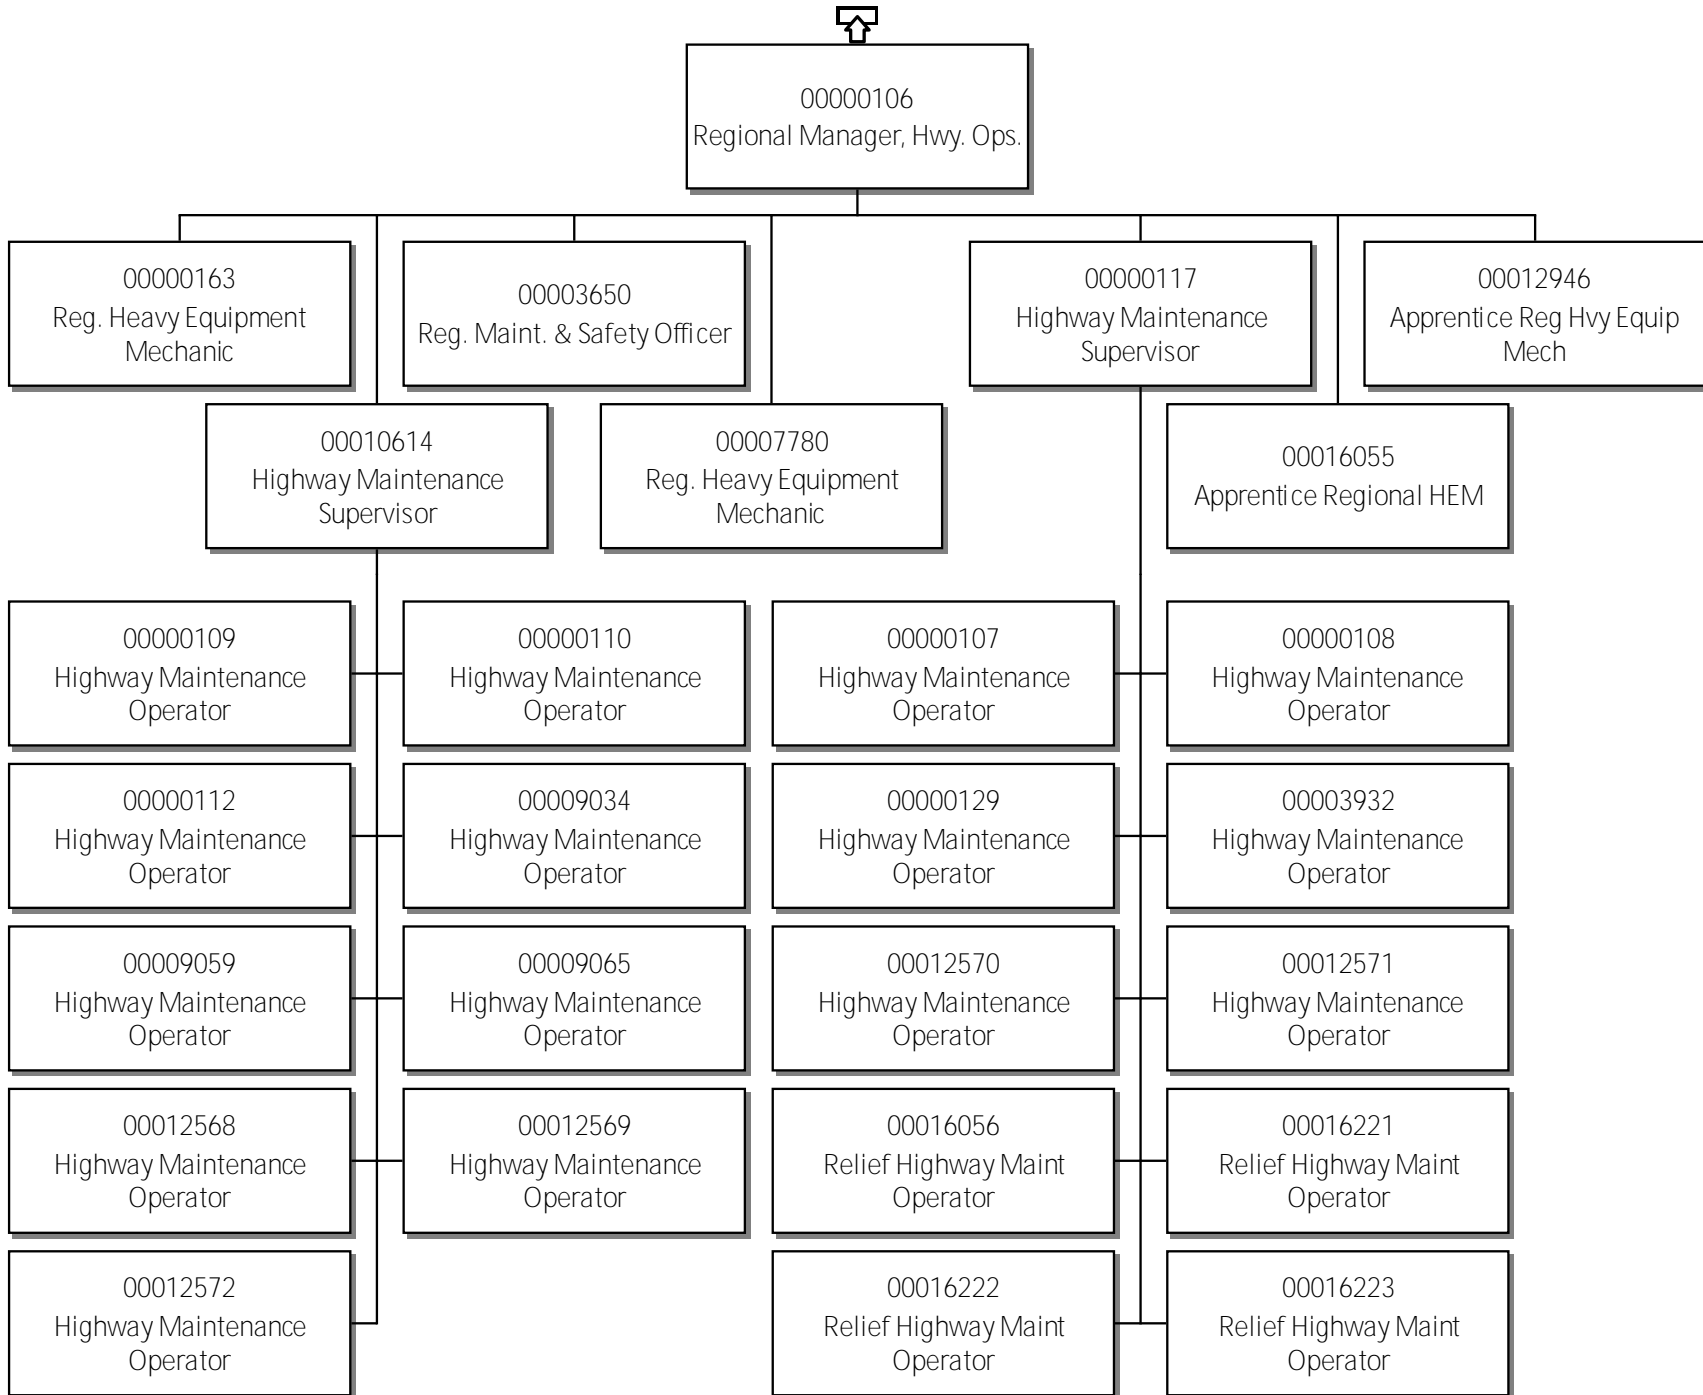 00000106
Regional Manager, Hwy. Ops.
00000163
Reg. Heavy Equipment
Mechanic
00003650
Reg. Maint. & Safety Officer
00000117
Highway Maintenance
Supervisor
00012946
Apprentice Reg Hvy Equip
Mech
00010614
Highway Maintenance
Supervisor
00007780
Reg. Heavy Equipment
Mechanic
00016055
Apprentice Regional HEM
00000109
Highway Maintenance
Operator
00000110
Highway Maintenance
Operator
00000107
Highway Maintenance
Operator
00000108
Highway Maintenance
Operator
00000112
Highway Maintenance
Operator
00009034
Highway Maintenance
Operator
00000129
Highway Maintenance
Operator
00003932
Highway Maintenance
Operator
00009059
Highway Maintenance
Operator
00009065
Highway Maintenance
Operator
00012570
Highway Maintenance
Operator
00012571
Highway Maintenance
Operator
00012568
Highway Maintenance
Operator
00012569
Highway Maintenance
Operator
00016056
Relief Highway Maint
Operator
00016221
Relief Highway Maint
Operator
00012572
Highway Maintenance
Operator
00016222
Relief Highway Maint
Operator
00016223
Relief Highway Maint
Operator